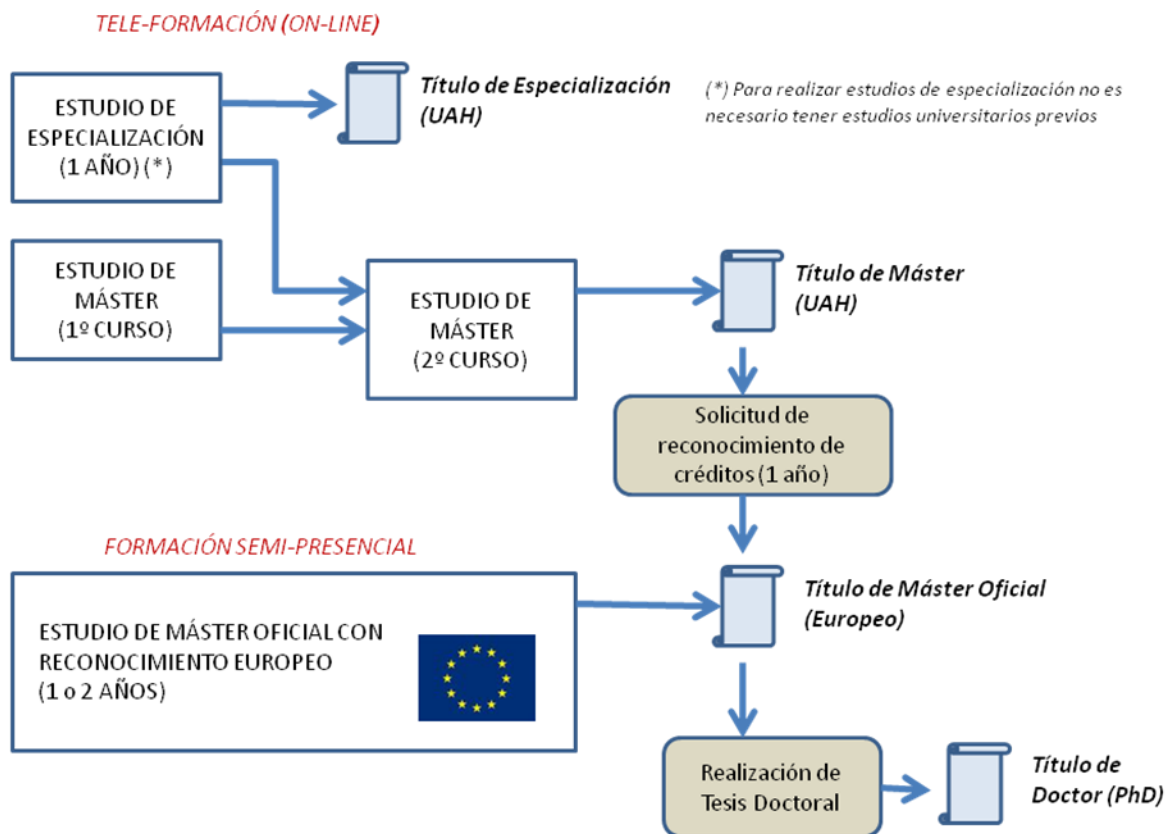 TELE-FORMACIÓN (ON-LINE)
ESTUDIO DE
ESPECIALIZACIÓN
(1 AÑO) (*)
Título de Especialización
(UAH)
(*) Para realizar estudios de especialización no es
necesario tener estudios universitarios previos
ESTUDIO DE
MÁSTER
(1º CURSO)
ESTUDIO DE
MÁSTER
(2º CURSO)
Título de Máster
(UAH)
Solicitud de
reconocimiento de
créditos (1 año)
FORMACIÓN SEMI-PRESENCIAL
ESTUDIO DE MÁSTER OFICIAL CON
RECONOCIMIENTO EUROPEO
(1 o 2 AÑOS)
Título de Máster Oficial
(Europeo)
Realización de
Tesis Doctoral
Título de
Doctor (PhD)